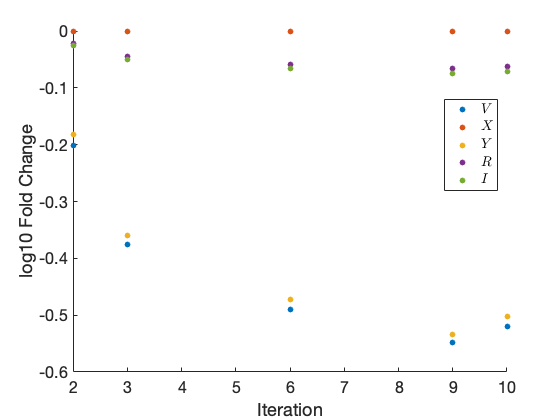 0
-0.1
-0.2
-0.3
-0.4
-0.5
-0.6
log10 Fold Change
V
X
Y
R
I
2 3 4 5 6 7 8 9 10
Iteration